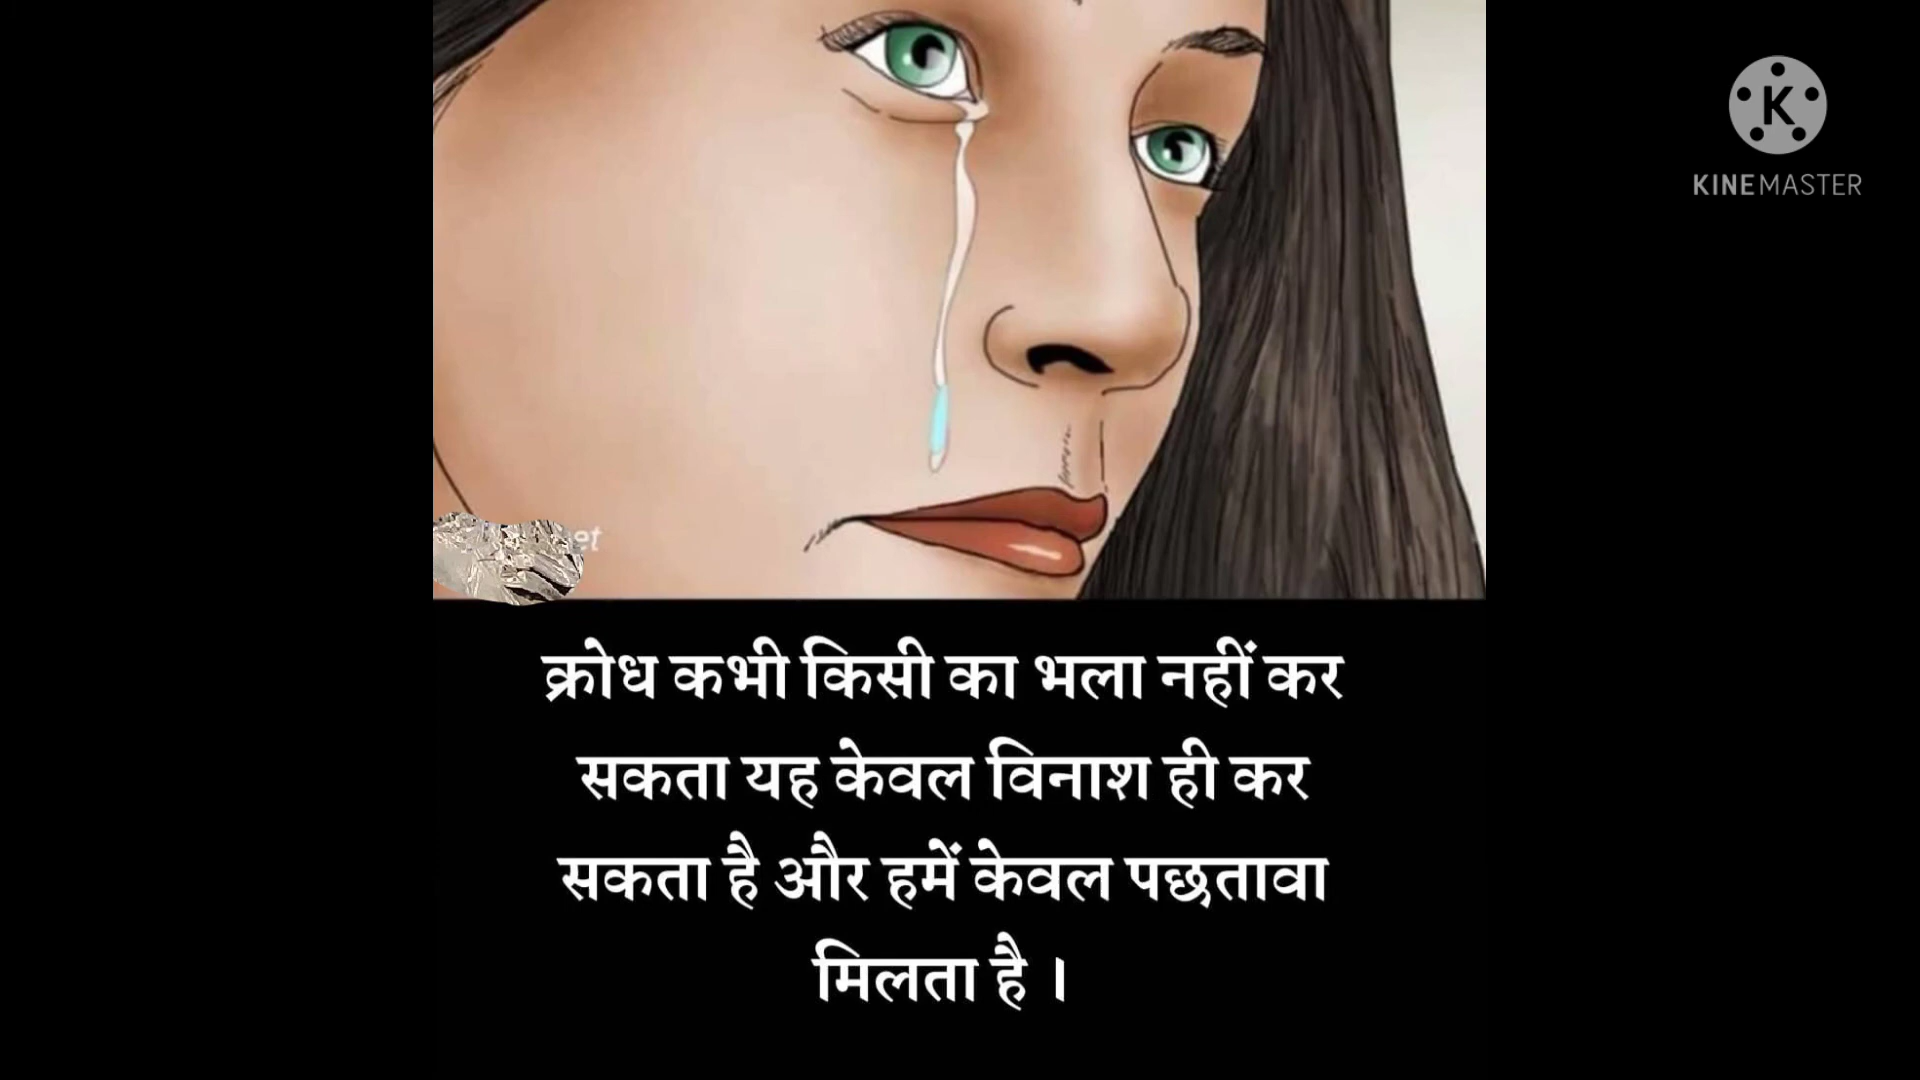 KINEMASTER
क्रोध कभी किसी का भला नहीं कर
सकता यह केवल विनाश ही कर
सकता है और हमें केवल पछतावा
मिलता है ।